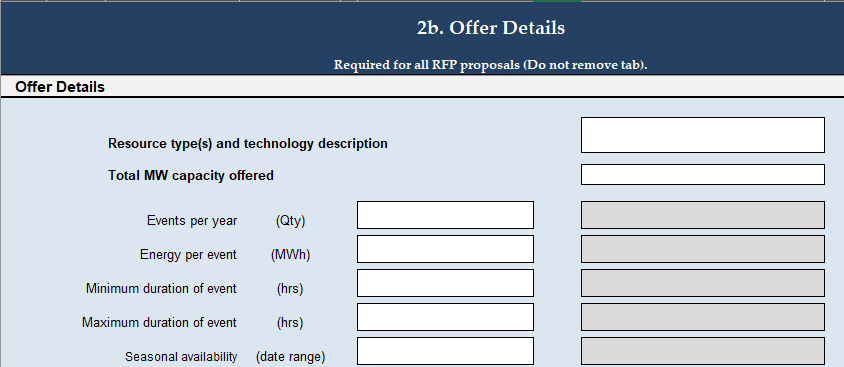 2b. Offer Details
Required for all RFP proposals (Do not remove tab).
Offer Details
Resource type(s) and technology description
Total MW capacity offered
Events per year (Qty)
Energy per event (MWh)
Minimum duration of event (hrs)
Maximum duration of event (hrs)
Seasonal availability (date range)